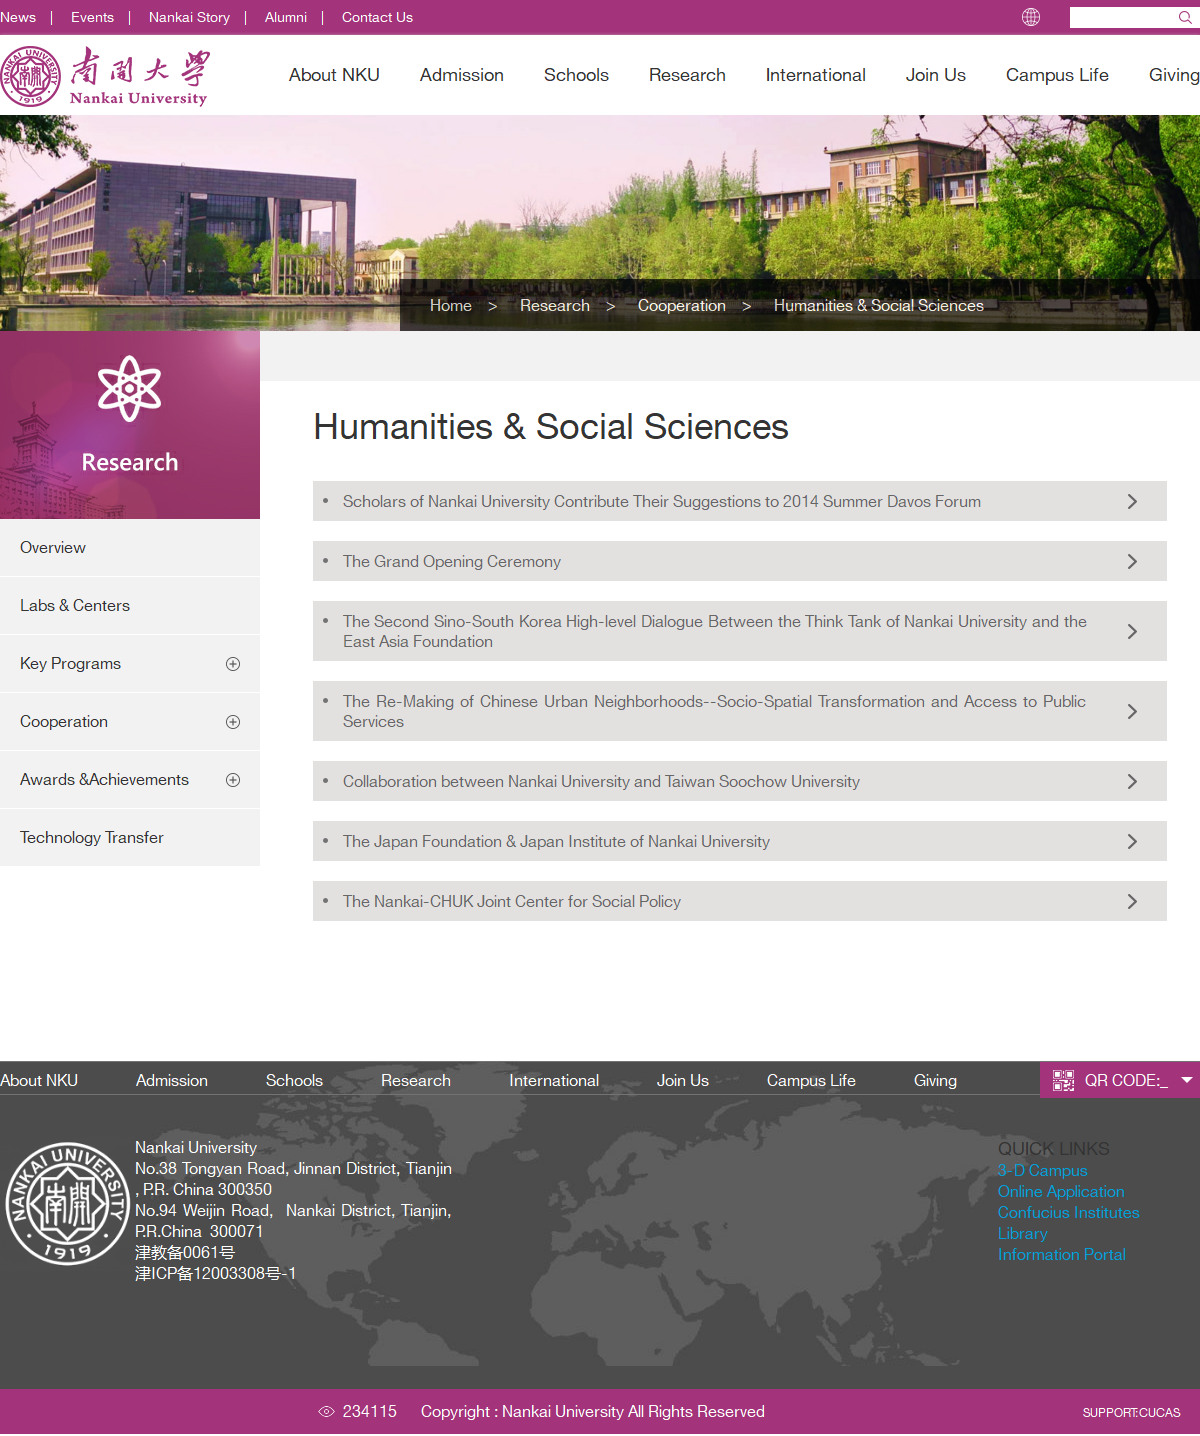 News | Events | Nankai Story | Alumni | Contact Us
NANKAI UNIVERSITY 1919
南開大學
Nankai University
About NKU Admission Schools Research International Join Us Campus Life Giving
Home > Research > Cooperation > Humanities & Social Sciences
Research
Overview
Labs & Centers
Key Programs
Cooperation
Awards &Achievements
Technology Transfer
Humanities & Social Sciences
• Scholars of Nankai University Contribute Their Suggestions to 2014 Summer Davos Forum
• The Grand Opening Ceremony
• The Second Sino-South Korea High-level Dialogue Between the Think Tank of Nankai University and the
East Asia Foundation
• The Re-Making of Chinese Urban Neighborhoods--Socio-Spatial Transformation and Access to Public
Services
• Collaboration between Nankai University and Taiwan Soochow University
• The Japan Foundation & Japan Institute of Nankai University
• The Nankai-CHUK Joint Center for Social Policy
About NKU Admission Schools Research International Join Us Campus Life Giving QR CODE:_
NANKAI UNIVERSITY 南開 1919
Nankai University
No.38 Tongyan Road, Jinnan District, Tianjin
, P.R. China 300350
No.94 Weijin Road, Nankai District, Tianjin,
P.R.China 300071
津教备0061号
津ICP备12003308号-1
QUICK LINKS
3-D Campus
Online Application
Confucius Institutes
Library
Information Portal
234115 Copyright : Nankai University All Rights Reserved
SUPPORT:CUCAS